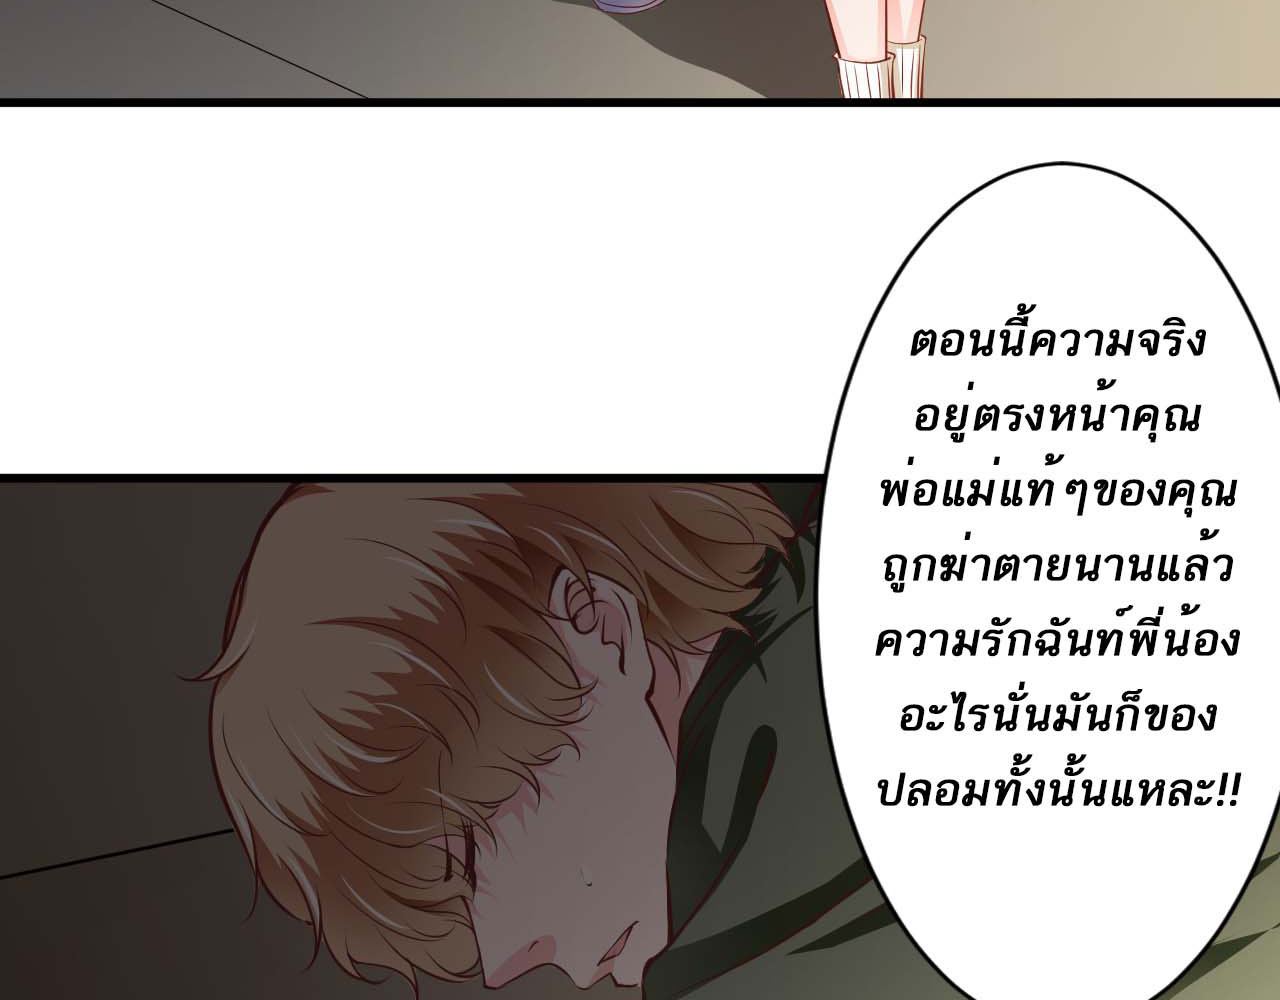 ตอนนี้ความจริง
อยู่ตรงหน้าคุณ
พ่อแม่แท้ๆของคุณ
ถูกฆ่าตายนานแล้ว
ความรักฉันท์พี่น้อง
อะไรนั่นมันก็ของ
ปลอมทั้งนั้นแหละ!!